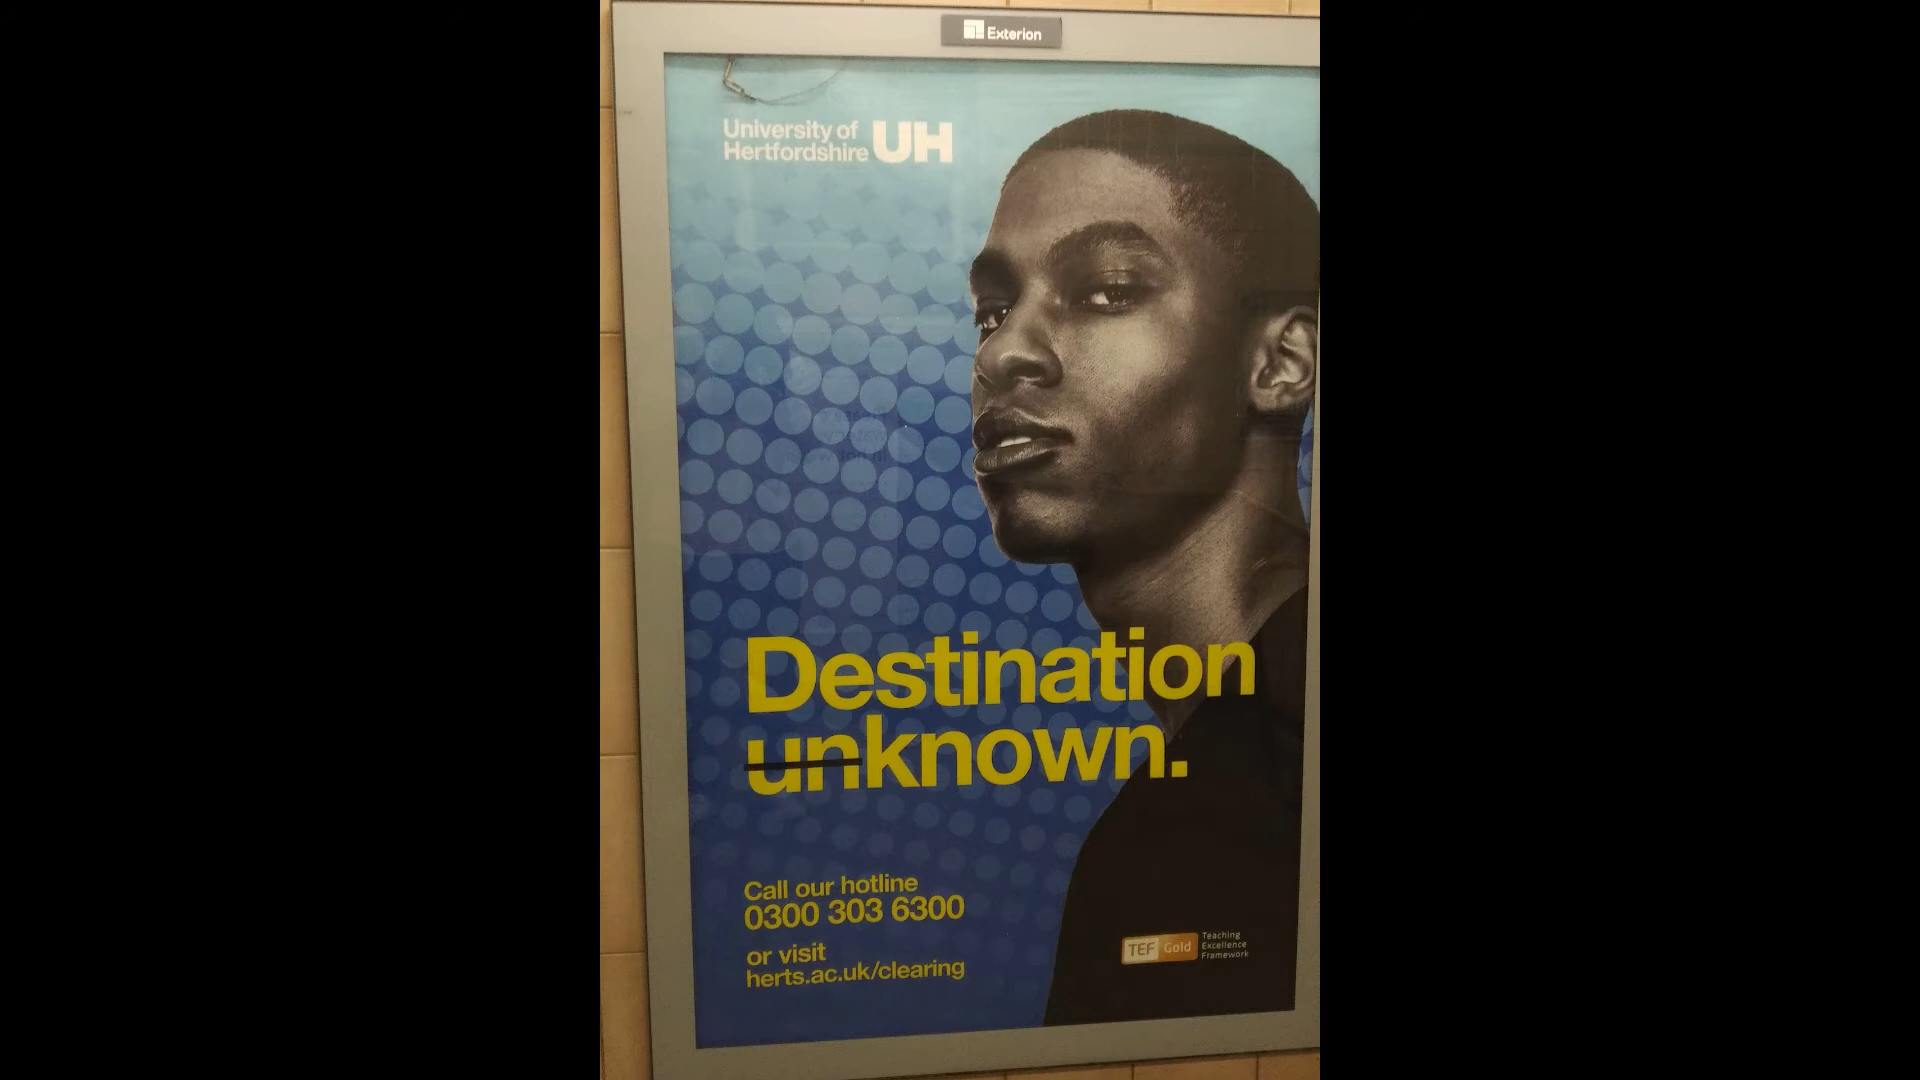 Exterion
University of
Hertfordshire UH
Destination
unknown.
Call our hotline
0300 303 6300
or visit
herts.ac.uk/clearing
TEF Gold
Teaching
Excellence
Framework